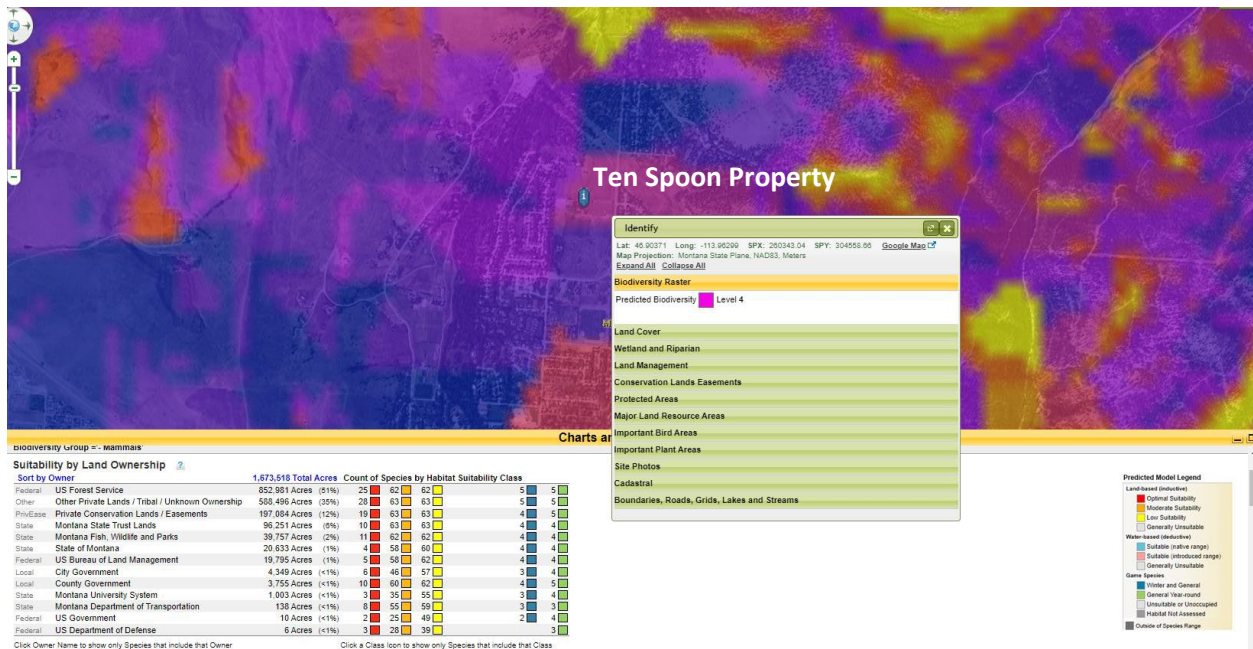 Ten Spoon Property
Identify
Lat: 46.90371 Long: -113.96299 SPX: 260343.04 SPY: 304558.66 Google Map
Map Projection: Montana State Plane, NAD83, Meters
Expand All Collapse All
Biodiversity Raster
Predicted Biodiversity Level 4
Land Cover
Wetland and Riparian
Land Management
Conservation Lands Easements
Protected Areas
Major Land Resource Areas
Important Bird Areas
Important Plant Areas
Site Photos
Cadastral
Boundaries, Roads, Grids, Lakes and Streams
Charts an
Biodiversity Group = '- Mammals'
Suitability by Land Ownership ?
Sort by Owner 1,673,518 Total Acres Count of Species by Habitat Suitability Class
Federal US Forest Service 852,981 Acres (51%) 25 62 62 5 5
Other Other Private Lands / Tribal / Unknown Ownership 588,496 Acres (35%) 28 63 63 5 5
PrivEase Private Conservation Lands / Easements 197,084 Acres (12%) 19 63 63 4 5
State Montana State Trust Lands 96,251 Acres (6%) 10 63 63 4 4
State Montana Fish, Wildlife and Parks 39,757 Acres (2%) 11 62 62 4 4
State State of Montana 20,633 Acres (1%) 4 58 60 4 4
Federal US Bureau of Land Management 19,795 Acres (1%) 5 58 62 4 4
Local City Government 4,349 Acres (<1%) 6 46 57 3 4
Local County Government 3,755 Acres (<1%) 10 60 62 4 5
State Montana University System 1,003 Acres (<1%) 3 35 55 3 4
State Montana Department of Transportation 138 Acres (<1%) 8 55 59 3 3
Federal US Government 10 Acres (<1%) 2 25 49 2 4
Federal US Department of Defense 6 Acres (<1%) 3 28 39 3
Click Owner Name to show only Species that include that Owner Click a Class Icon to show only Species that include that Class
Predicted Model Legend
Land-based (inductive)
Optimal Suitability
Moderate Suitability
Low Suitability
Generally Unsuitable
Water-based (deductive)
Suitable (native range)
Suitable (introduced range)
Generally Unsuitable
Game Species
Winter and General
General Year-round
Unsuitable or Unoccupied
Habitat Not Assessed
Outside of Species Range